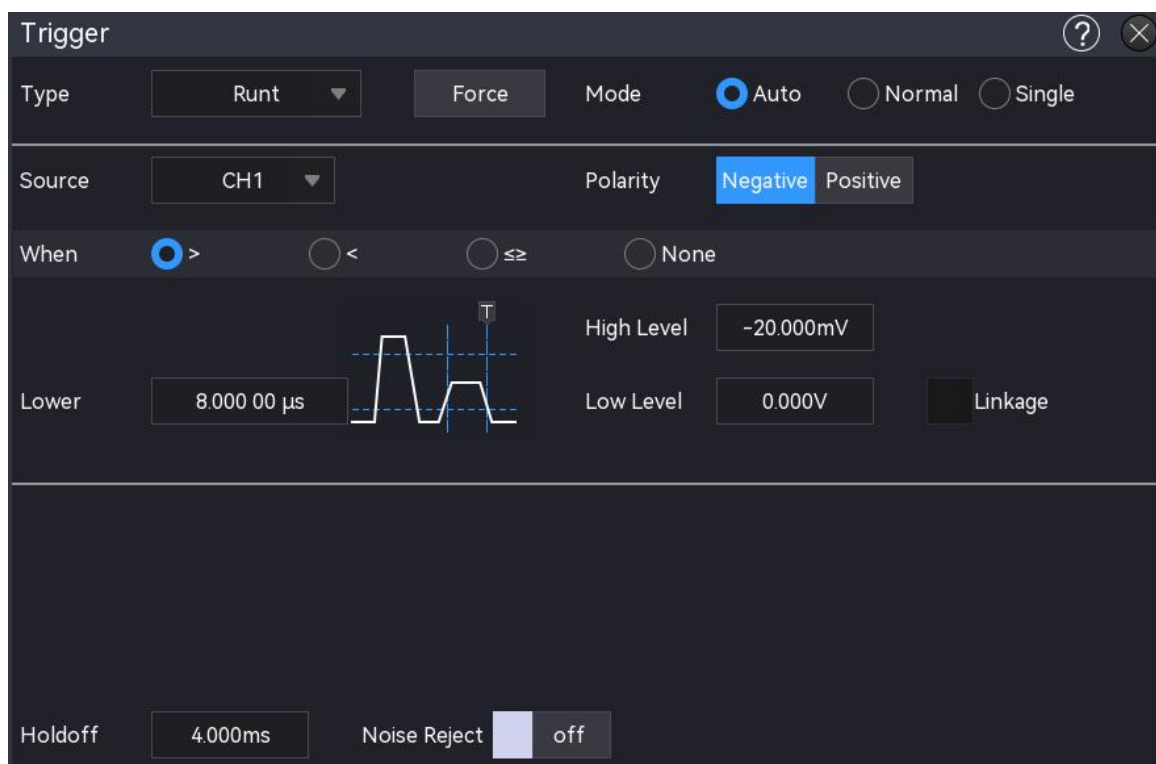 Trigger ?
Type Runt Force Mode Auto Normal Single
Source CH1 Polarity Negative Positive
When > < ≤≥ None
T
High Level -20.000mV
Lower 8.000 00 µs Low Level 0.000V Linkage
Holdoff 4.000ms Noise Reject off